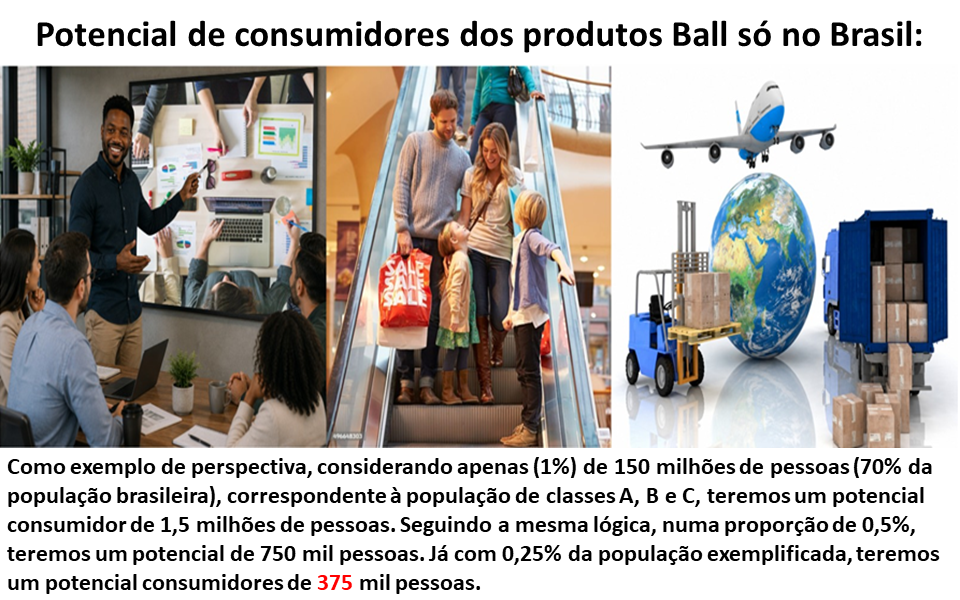 Potencial de consumidores dos produtos Ball só no Brasil:
SALE
SALE
SALE
Como exemplo de perspectiva, considerando apenas (1%) de 150 milhões de pessoas (70% da
população brasileira), correspondente à população de classes A, B e C, teremos um potencial
consumidor de 1,5 milhões de pessoas. Seguindo a mesma lógica, numa proporção de 0,5%,
teremos um potencial de 750 mil pessoas. Já com 0,25% da população exemplificada, teremos
um potencial consumidores de 375 mil pessoas.